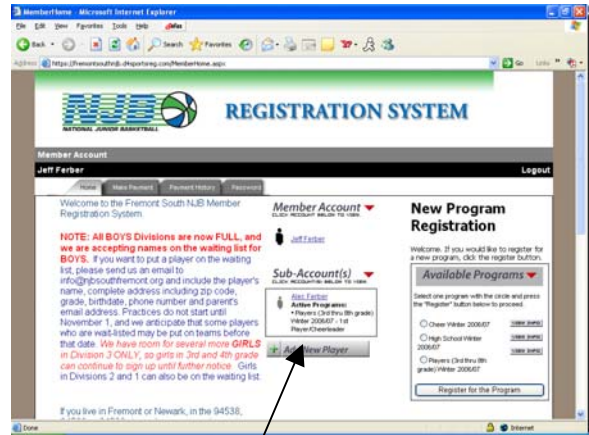 MemberHome - Microsoft Internet Explorer
File Edit View Favorites Tools Help
Back Search Favorites
Address https://fremontsouthnjb.d4sportsreg.com/MemberHome.aspx Go Links
NJB
NATIONAL JUNIOR BASKETBALL
REGISTRATION SYSTEM
Member Account
Jeff Ferber Logout
Home Make Payment Payment History Password
Welcome to the Fremont South NJB Member
Registration System.
NOTE: All BOYS Divisions are now FULL, and
we are accepting names on the waiting list for
BOYS. If you want to put a player on the waiting
list, please send us an email to
info@njbsouthfremont.org and include the player's
name, complete address including zip code,
grade, birthdate, phone number and parent's
email address. Practices do not start until
November 1, and we anticipate that some players
who are wait-listed may be put on teams before
that date. We have room for several more GIRLS
in Division 3 ONLY, so girls in 3rd and 4th grade
can continue to sign up until further notice. Girls
in Divisions 2 and 1 can also be on the waiting list.
If you live in Fremont or Newark, in the 94538,
Member Account
CLICK ACCOUNT BELOW TO VIEW.
Jeff Ferber
Sub-Account(s)
CLICK ACCOUNT(S) BELOW TO VIEW.
Alec Ferber
Active Programs:
• Players (3rd thru 8th grade)
Winter 2006/07 - 1st
Player/Cheerleader
+ Add New Player
New Program
Registration
Welcome. If you would like to register for
a new program, click the register button.
Available Programs
Select one program with the circle and press
the "Register" button below to proceed.
Cheer Winter 2006/07 VIEW INFO
High School Winter VIEW INFO
2006/07
Players (3rd thru 8th VIEW INFO
grade) Winter 2006/07
Register for the Program
Done Internet